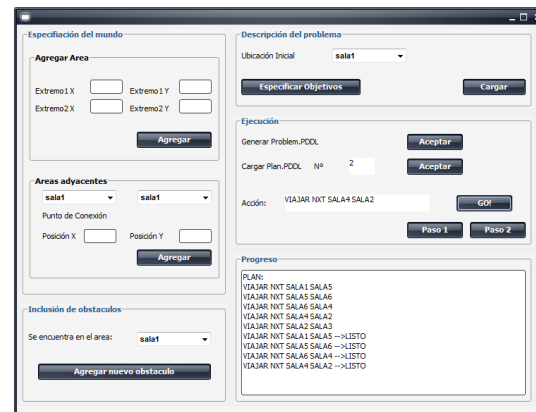 Especifiación del mundo
Agregar Area
Extremo1 X
Extremo1 Y
Extremo2 X
Extremo2 Y
Agregar
Areas adyacentes
sala1
sala1
Punto de Conexión
Posición X
Posición Y
Agregar
Inclusión de obstaculos
Se encuentra en el area:
sala1
Agregar nuevo obstaculo
Descripción del problema
Ubicación Inicial
sala1
Especificar Objetivos
Cargar
Ejecución
Generar Problem.PDDL
Aceptar
Cargar Plan.PDDL Nº 2
Aceptar
Acción:
VIAJAR NXT SALA4 SALA2
GO!
Paso 1
Paso 2
Progreso
PLAN:
VIAJAR NXT SALA1 SALA5
VIAJAR NXT SALA5 SALA6
VIAJAR NXT SALA6 SALA4
VIAJAR NXT SALA4 SALA2
VIAJAR NXT SALA2 SALA3
VIAJAR NXT SALA1 SALA5 -->LISTO
VIAJAR NXT SALA5 SALA6 -->LISTO
VIAJAR NXT SALA6 SALA4 -->LISTO
VIAJAR NXT SALA4 SALA2 -->LISTO